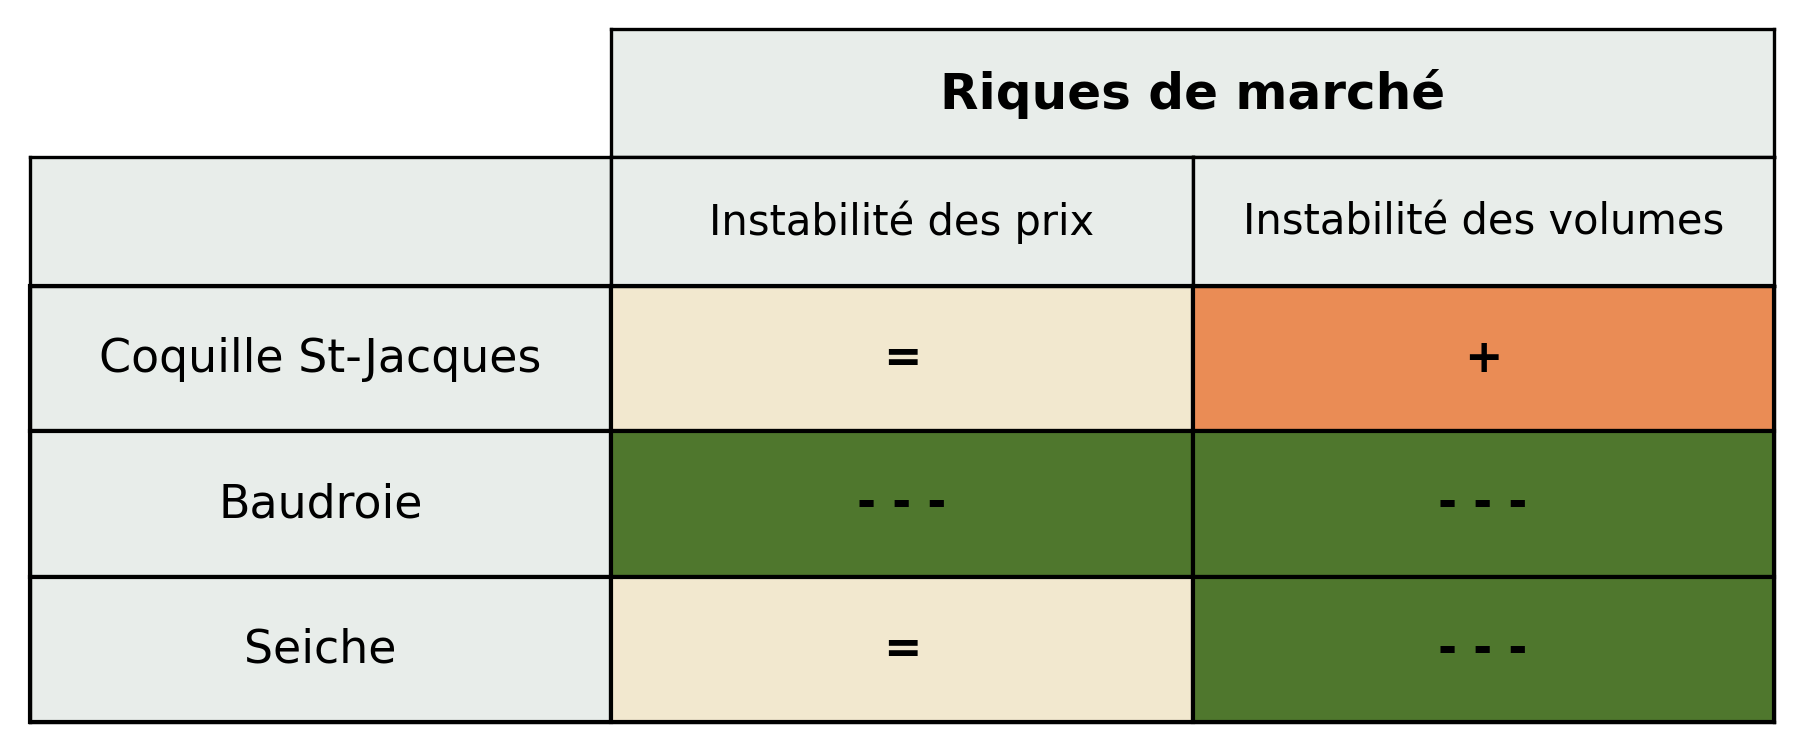 Riques de marché
Instabilité des prix Instabilité des volumes
Coquille St-Jacques = +
Baudroie - - - - - -
Seiche = - - -